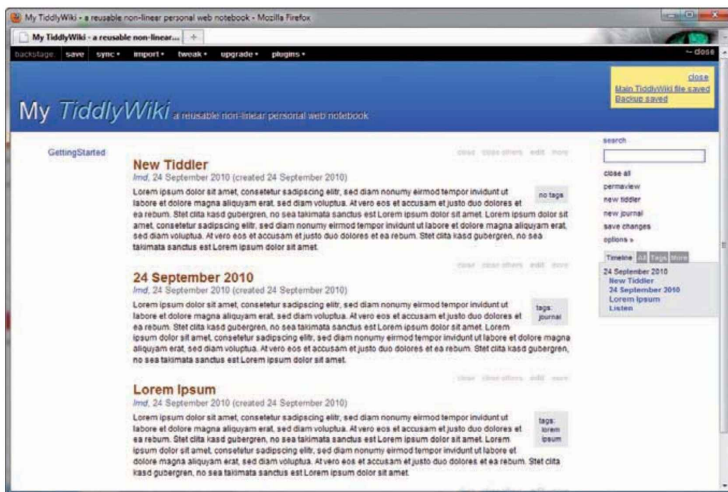 My TiddlyWiki - a reusable non-linear personal web notebook - Mozilla Firefox
My TiddlyWiki - a reusable non-linear...
backstage save sync import tweak upgrade plugins
~ close
close
Main TiddlyWiki file saved
Backup saved
My TiddlyWiki a reusable non-linear personal web notebook
GettingStarted
close close others edit more
New Tiddler
lmd, 24 September 2010 (created 24 September 2010)
no tags
Lorem ipsum dolor sit amet, consetetur sadipscing elitr, sed diam nonumy eirmod tempor invidunt ut
labore et dolore magna aliquyam erat, sed diam voluptua. At vero eos et accusam et justo duo dolores et
ea rebum. Stet clita kasd gubergren, no sea takimata sanctus est Lorem ipsum dolor sit amet. Lorem ipsum dolor sit
amet, consetetur sadipscing elitr, sed diam nonumy eirmod tempor invidunt ut labore et dolore magna aliquyam erat,
sed diam voluptua. At vero eos et accusam et justo duo dolores et ea rebum. Stet clita kasd gubergren, no sea
takimata sanctus est Lorem ipsum dolor sit amet.
close close others edit more
24 September 2010
lmd, 24 September 2010 (created 24 September 2010)
tags:
journal
Lorem ipsum dolor sit amet, consetetur sadipscing elitr, sed diam nonumy eirmod tempor invidunt ut
labore et dolore magna aliquyam erat, sed diam voluptua. At vero eos et accusam et justo duo dolores et
ea rebum. Stet clita kasd gubergren, no sea takimata sanctus est Lorem ipsum dolor sit amet. Lorem
ipsum dolor sit amet, consetetur sadipscing elitr, sed diam nonumy eirmod tempor invidunt ut labore et dolore magna
aliquyam erat, sed diam voluptua. At vero eos et accusam et justo duo dolores et ea rebum. Stet clita kasd gubergren,
no sea takimata sanctus est Lorem ipsum dolor sit amet.
close close others edit more
Lorem Ipsum
lmd, 24 September 2010 (created 24 September 2010)
tags:
lorem
ipsum
Lorem ipsum dolor sit amet, consetetur sadipscing elitr, sed diam nonumy eirmod tempor invidunt ut
labore et dolore magna aliquyam erat, sed diam voluptua. At vero eos et accusam et justo duo dolores et
ea rebum. Stet clita kasd gubergren, no sea takimata sanctus est Lorem ipsum dolor sit amet. Lorem
ipsum dolor sit amet, consetetur sadipscing elitr, sed diam nonumy eirmod tempor invidunt ut labore et
dolore magna aliquyam erat, sed diam voluptua. At vero eos et accusam et justo duo dolores et ea rebum. Stet clita
kasd gubergren, no sea takimata sanctus est Lorem ipsum dolor sit amet.
search
close all
permaview
new tiddler
new journal
save changes
options »
Timeline All Tags More
24 September 2010
New Tiddler
24 September 2010
Lorem Ipsum
Listen